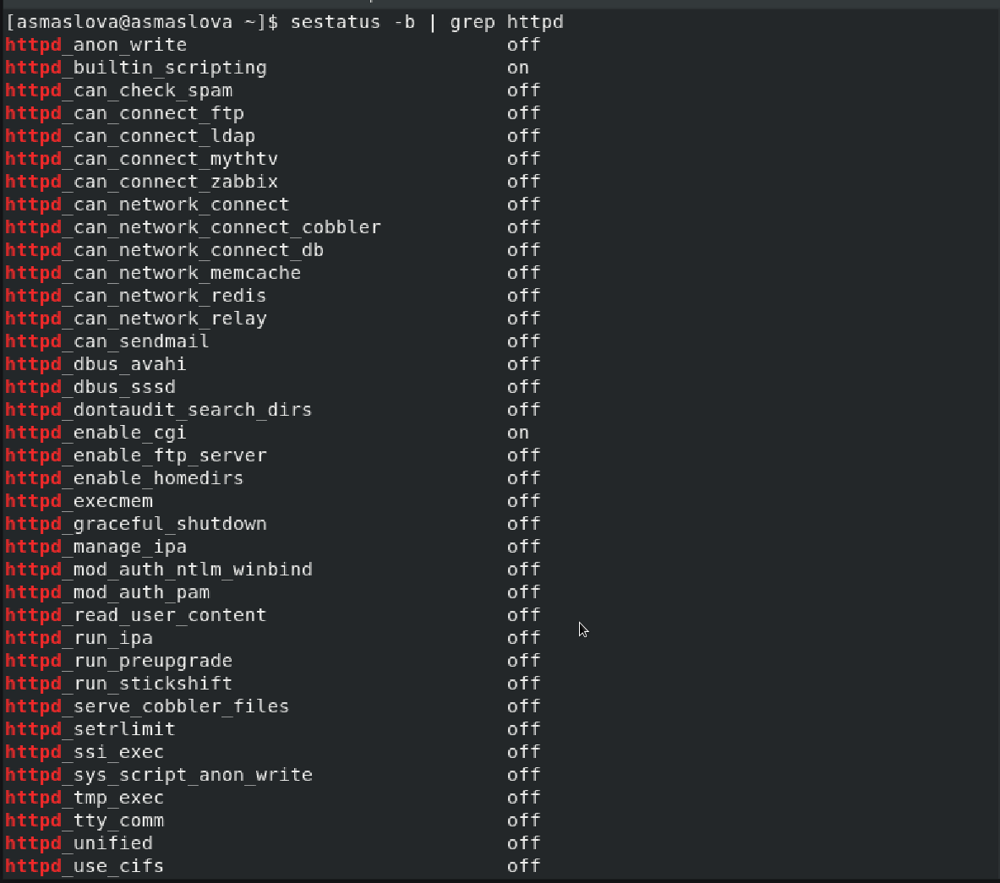 [asmaslova@asmaslova ~]$ sestatus -b | grep httpd
httpd_anon_write off
httpd_builtin_scripting on
httpd_can_check_spam off
httpd_can_connect_ftp off
httpd_can_connect_ldap off
httpd_can_connect_mythtv off
httpd_can_connect_zabbix off
httpd_can_network_connect off
httpd_can_network_connect_cobbler off
httpd_can_network_connect_db off
httpd_can_network_memcache off
httpd_can_network_redis off
httpd_can_network_relay off
httpd_can_sendmail off
httpd_dbus_avahi off
httpd_dbus_sssd off
httpd_dontaudit_search_dirs off
httpd_enable_cgi on
httpd_enable_ftp_server off
httpd_enable_homedirs off
httpd_execmem off
httpd_graceful_shutdown off
httpd_manage_ipa off
httpd_mod_auth_ntlm_winbind off
httpd_mod_auth_pam off
httpd_read_user_content off
httpd_run_ipa off
httpd_run_preupgrade off
httpd_run_stickshift off
httpd_serve_cobbler_files off
httpd_setrlimit off
httpd_ssi_exec off
httpd_sys_script_anon_write off
httpd_tmp_exec off
httpd_tty_comm off
httpd_unified off
httpd_use_cifs off